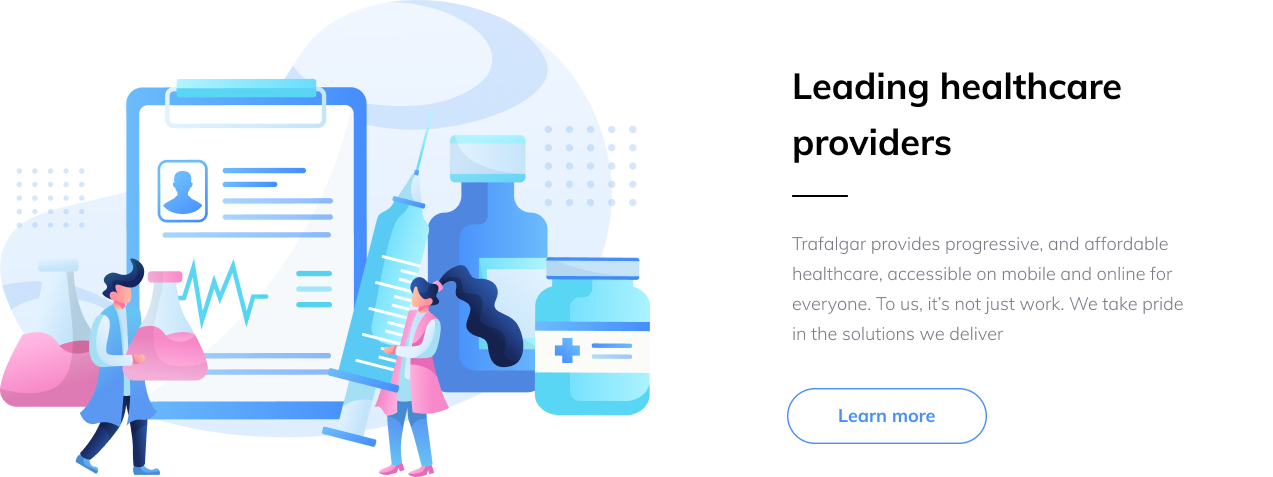 Leading healthcare
providers
Trafalgar provides progressive, and affordable
healthcare, accessible on mobile and online for
everyone. To us, it’s not just work. We take pride
in the solutions we deliver
Learn more